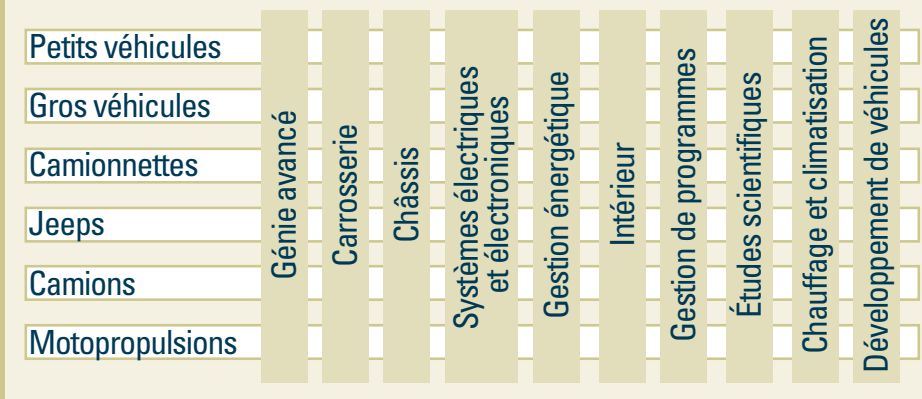 Petits véhicules
Gros véhicules
Camionnettes
Jeeps
Camions
Motopropulsions
Génie avancé
Carrosserie
Châssis
Systèmes électriques
et électroniques
Gestion énergétique
Intérieur
Gestion de programmes
Études scientifiques
Chauffage et climatisation
Développement de véhicules